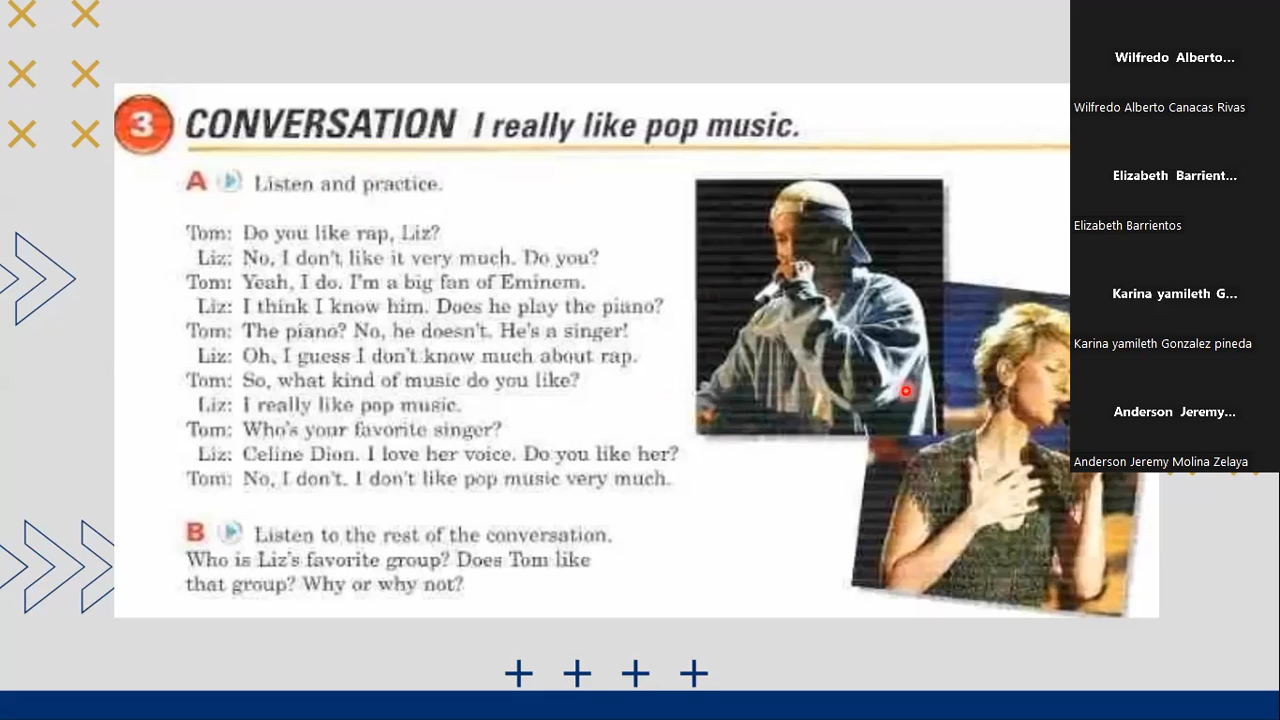 3 CONVERSATION I really like pop music.
A Listen and practice.
Tom: Do you like rap, Liz?
Liz: No, I don't like it very much. Do you?
Tom: Yeah, I do. I'm a big fan of Eminem.
Liz: I think I know him. Does he play the piano?
Tom: The piano? No, he doesn't. He's a singer!
Liz: Oh, I guess I don't know much about rap.
Tom: So, what kind of music do you like?
Liz: I really like pop music.
Tom: Who's your favorite singer?
Liz: Celine Dion. I love her voice. Do you like her?
Tom: No, I don't. I don't like pop music very much.
B Listen to the rest of the conversation.
Who is Liz's favorite group? Does Tom like
that group? Why or why not?
Wilfredo Alberto...
Wilfredo Alberto Canacas Rivas
Elizabeth Barrient...
Elizabeth Barrientos
Karina yamileth G...
Karina yamileth Gonzalez pineda
Anderson Jeremy...
Anderson Jeremy Molina Zelaya